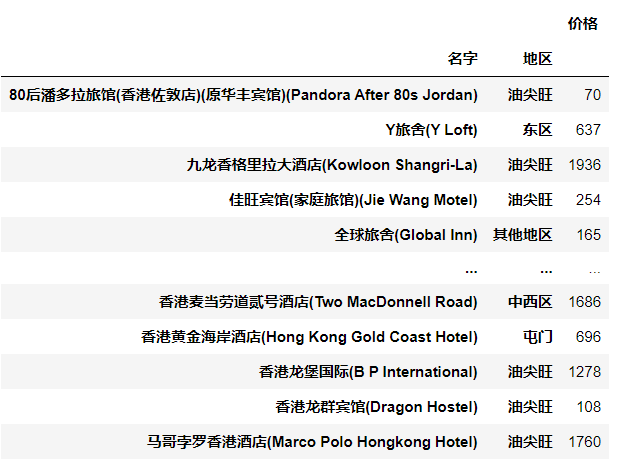 价格
名字 地区
80后潘多拉旅馆(香港佐敦店)(原华丰宾馆)(Pandora After 80s Jordan) 油尖旺 70
Y旅舍(Y Loft) 东区 637
九龙香格里拉大酒店(Kowloon Shangri-La) 油尖旺 1936
佳旺宾馆(家庭旅馆)(Jie Wang Motel) 油尖旺 254
全球旅舍(Global Inn) 其他地区 165
... ... ...
香港麦当劳道贰号酒店(Two MacDonnell Road) 中西区 1686
香港黄金海岸酒店(Hong Kong Gold Coast Hotel) 屯门 696
香港龙堡国际(B P International) 油尖旺 1278
香港龙群宾馆(Dragon Hostel) 油尖旺 108
马哥孛罗香港酒店(Marco Polo Hongkong Hotel) 油尖旺 1760